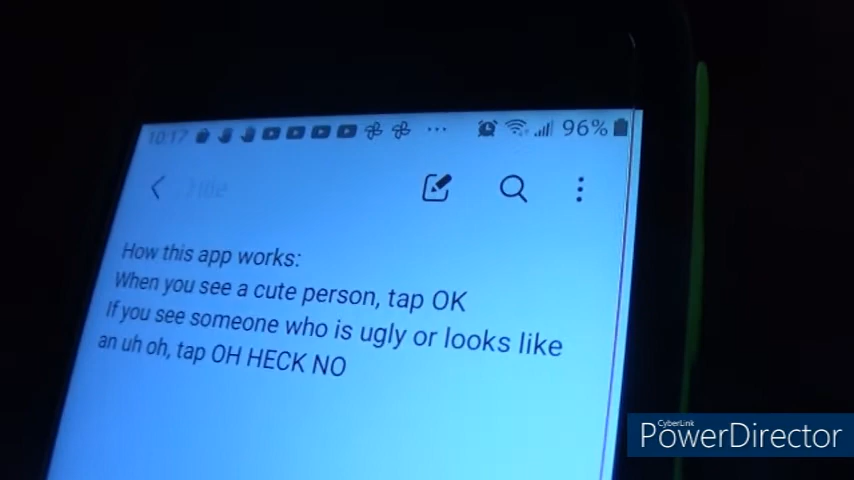 10:17 96%
Title
How this app works:
When you see a cute person, tap OK
If you see someone who is ugly or looks like
an uh oh, tap OH HECK NO
CyberLink
PowerDirector